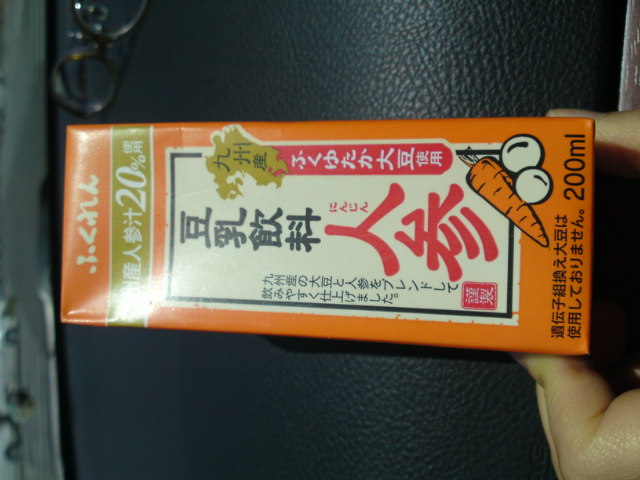 ふくれん
産人参汁20%使用
九州産
ふくゆたか大豆使用
豆乳飲料
にんじん
人参
九州産の大豆と人参をブレンドして
飲みやすく仕上げました。
謹製
200ml
遺伝子組換え大豆は
使用しておりません。